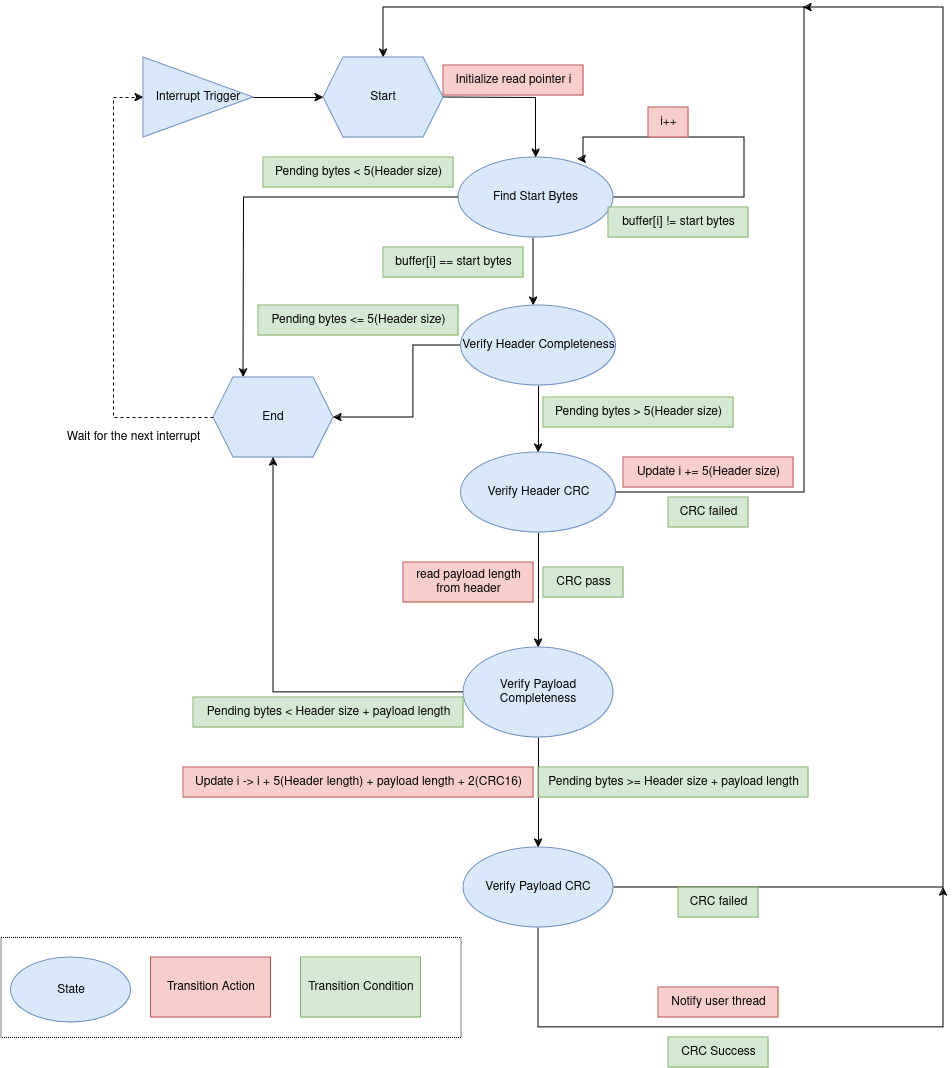 Interrupt Trigger
Start
Initialize read pointer i
i++
Pending bytes < 5(Header size)
Find Start Bytes
buffer[i] != start bytes
buffer[i] == start bytes
Pending bytes <= 5(Header size)
Verify Header Completeness
End
Pending bytes > 5(Header size)
Wait for the next interrupt
Update i += 5(Header size)
Verify Header CRC
CRC failed
read payload length
from header
CRC pass
Verify Payload
Completeness
Pending bytes < Header size + payload length
Update i -> i + 5(Header length) + payload length + 2(CRC16)
Pending bytes >= Header size + payload length
Verify Payload CRC
CRC failed
State
Transition Action
Transition Condition
Notify user thread
CRC Success